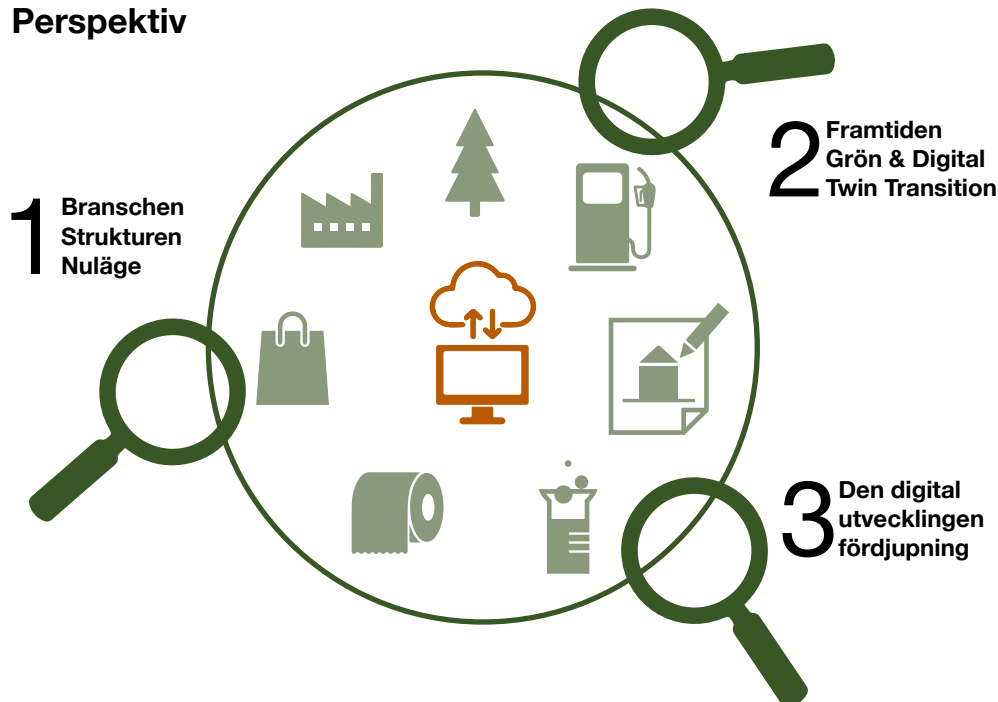 Perspektiv
1
Branschen
Strukturen
Nuläge
2
Framtiden
Grön & Digital
Twin Transition
3
Den digital
utvecklingen
fördjupning